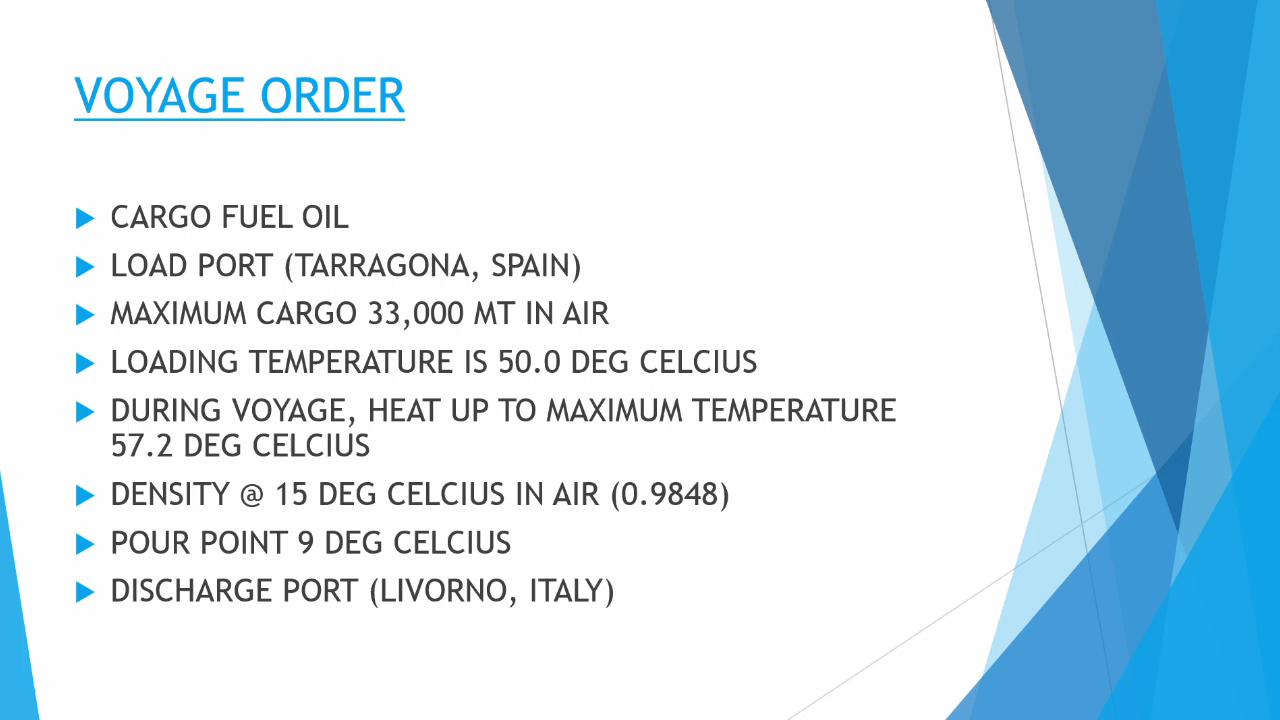 VOYAGE ORDER
CARGO FUEL OIL
LOAD PORT (TARRAGONA, SPAIN)
MAXIMUM CARGO 33,000 MT IN AIR
LOADING TEMPERATURE IS 50.0 DEG CELCIUS
DURING VOYAGE, HEAT UP TO MAXIMUM TEMPERATURE
57.2 DEG CELCIUS
DENSITY @ 15 DEG CELCIUS IN AIR (0.9848)
POUR POINT 9 DEG CELCIUS
DISCHARGE PORT (LIVORNO, ITALY)